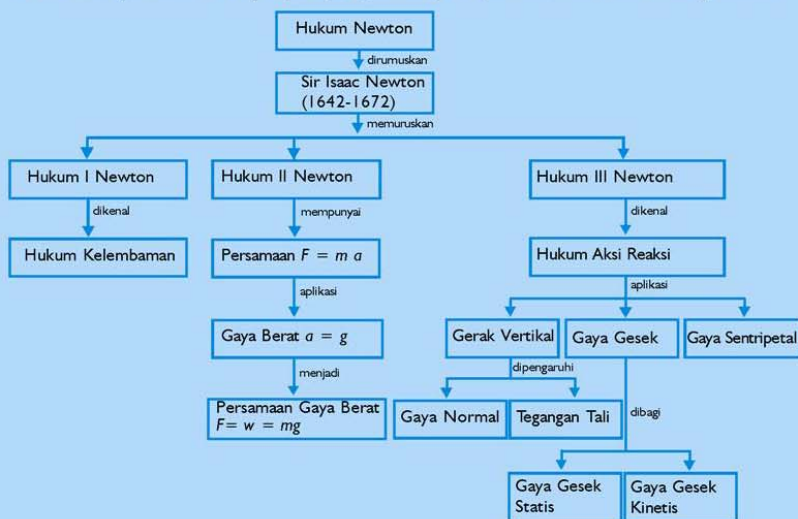 Hukum Newton
dirumuskan
Sir Isaac Newton
(1642-1672)
memuruskan
Hukum I Newton
Hukum II Newton
Hukum III Newton
dikenal
mempunyai
dikenal
Hukum Kelembaman
Persamaan F = m a
Hukum Aksi Reaksi
aplikasi
aplikasi
Gaya Berat a = g
Gerak Vertikal
Gaya Gesek
Gaya Sentripetal
menjadi
dipengaruhi
Persamaan Gaya Berat
F= w = mg
Gaya Normal
Tegangan Tali
dibagi
Gaya Gesek
Statis
Gaya Gesek
Kinetis